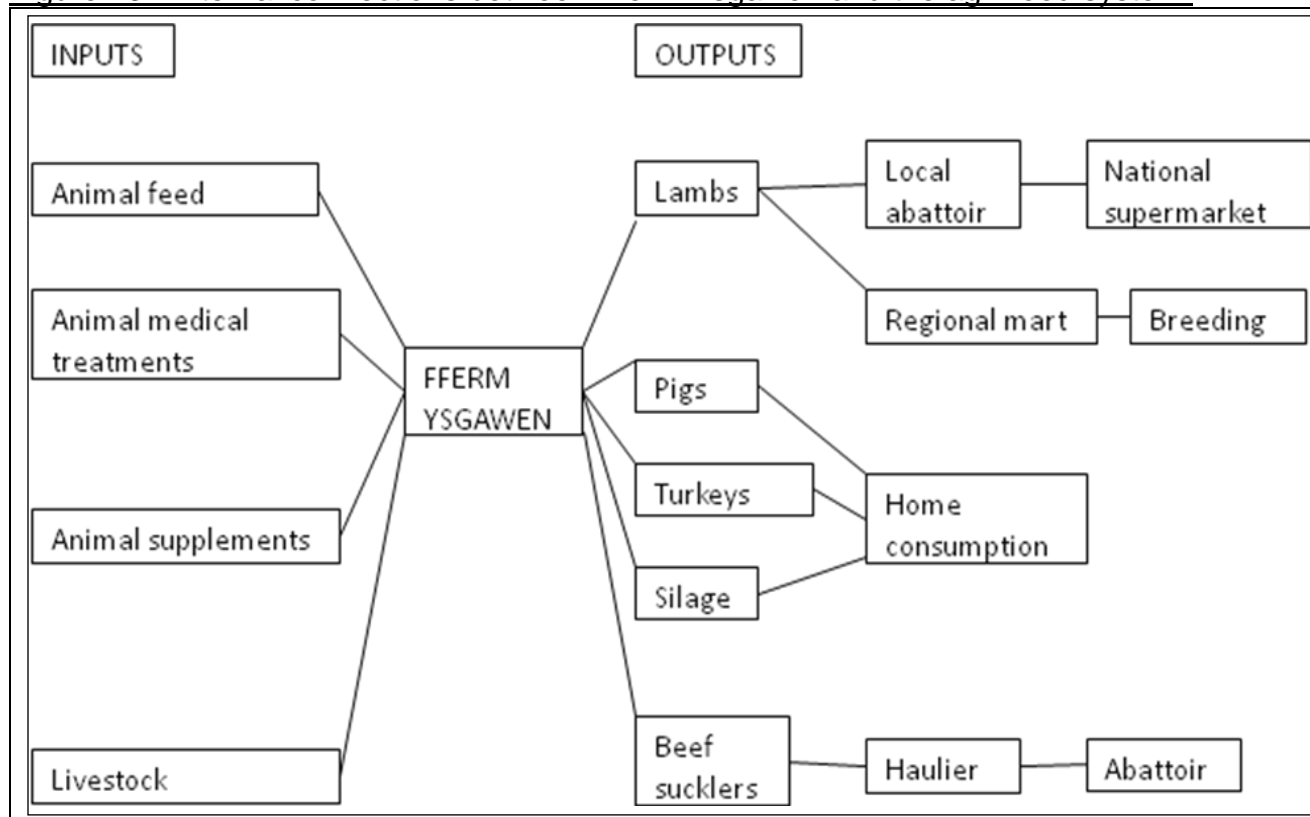 INPUTS
OUTPUTS
Animal feed
Animal medical
treatments
Animal supplements
Livestock
FFERM
YSGAWEN
Lambs
Local
abattoir
National
supermarket
Regional mart
Breeding
Pigs
Turkeys
Silage
Home
consumption
Beef
sucklers
Haulier
Abattoir